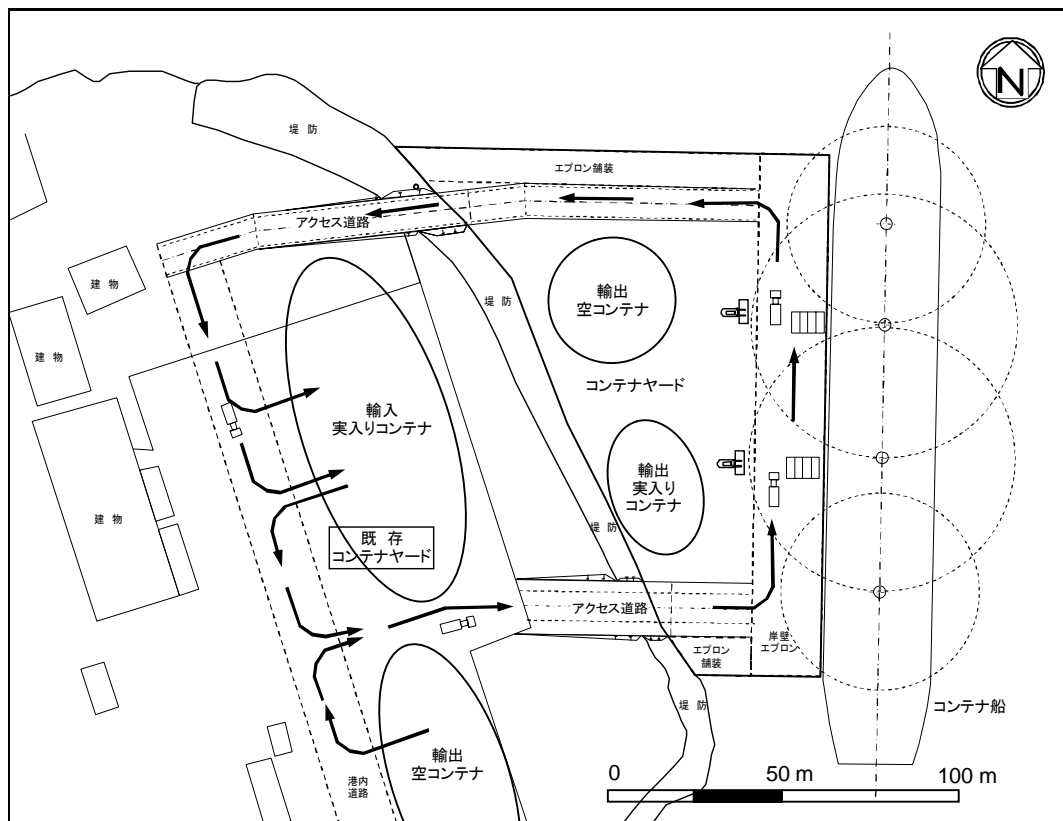 N
堤 防
エプロン舗装
アクセス道路
建 物
輸出
空コンテナ
堤 防
建 物
コンテナヤード
輸入
実入りコンテナ
輸出
実入り
コンテナ
建 物
堤 防
既 存
コンテナヤード
アクセス道路
岸壁
エプロン
エプロン
舗装
堤 防
コンテナ船
輸出
空コンテナ
港内
道路
0 50 m 100 m